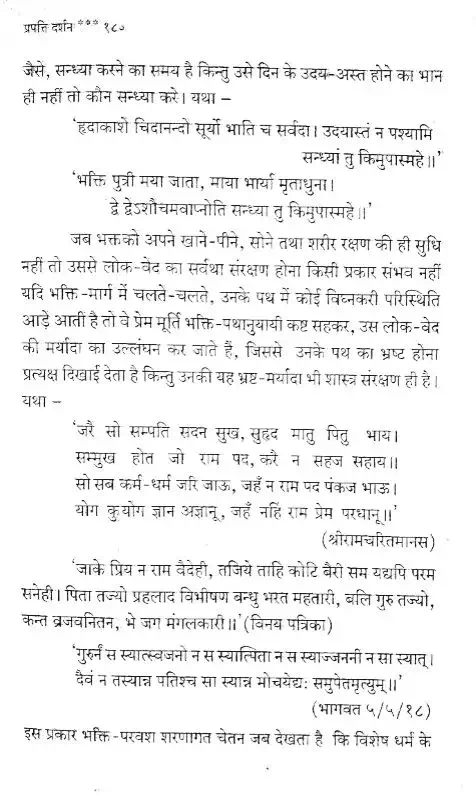 प्रपत्ति दर्शन *** १८०
जैसे, सन्ध्या करने का समय है किन्तु उसे दिन के उदय-अस्त होने का भान
ही नहीं तो कौन सन्ध्या करे। यथा –
'हृदाकाशे चिदानन्दो सूर्यो भाति च सर्वदा। उदयास्तं न पश्यामि
सन्ध्यां तु किमुपास्महे॥'
'भक्ति पुत्री मया जाता, माया भार्या मृताधुना।
द्वे द्वेऽशौचमवाप्नोति सन्ध्या तु किमुपास्महे॥'
जब भक्तको अपने खाने-पीने, सोने तथा शरीर रक्षण की ही सुधि
नहीं तो उससे लोक-वेद का सर्वथा संरक्षण होना किसी प्रकार संभव नहीं
यदि भक्ति-मार्ग में चलते-चलते, उनके पथ में कोई विघ्नकरी परिस्थिति
आड़े आती है तो वे प्रेम मूर्ति भक्ति-पथानुयायी कष्ट सहकर, उस लोक-वेद
की मर्यादा का उल्लंघन कर जाते हैं, जिससे उनके पथ का भ्रष्ट होना
प्रत्यक्ष दिखाई देता है किन्तु उनकी यह भ्रष्ट-मर्यादा भी शास्त्र संरक्षण ही है।
यथा –
'जरै सो सम्पति सदन सुख, सुहृद मातु पितु भाय।
सम्मुख होत जो राम पद, करै न सहज सहाय॥
सो सब कर्म-धर्म जरि जाऊ, जहँ न राम पद पंकज भाऊ।
योग कुयोग ज्ञान अज्ञानू, जहँ नहिं राम प्रेम परधानू॥'
(श्रीरामचरितमानस)
'जाके प्रिय न राम वैदेही, तजिये ताहि कोटि बैरी सम यद्यपि परम
सनेही। पिता तज्यो प्रहलाद विभीषण बन्धु भरत महतारी, बलि गुरु तज्यो,
कन्त ब्रजवनितन, भे जग मंगलकारी॥' (विनय पत्रिका)
'गुरुर्न स स्यात्स्वजनो न स स्यात्पिता न स स्याज्जननी न सा स्यात्।
दैवं न तस्यान्न पतिश्च सा स्यान्न मोचयेद्यः समुपेतमृत्युम्॥'
(भागवत ५/५/१८)
इस प्रकार भक्ति-परवश शरणागत चेतन जब देखता है कि विशेष धर्म के